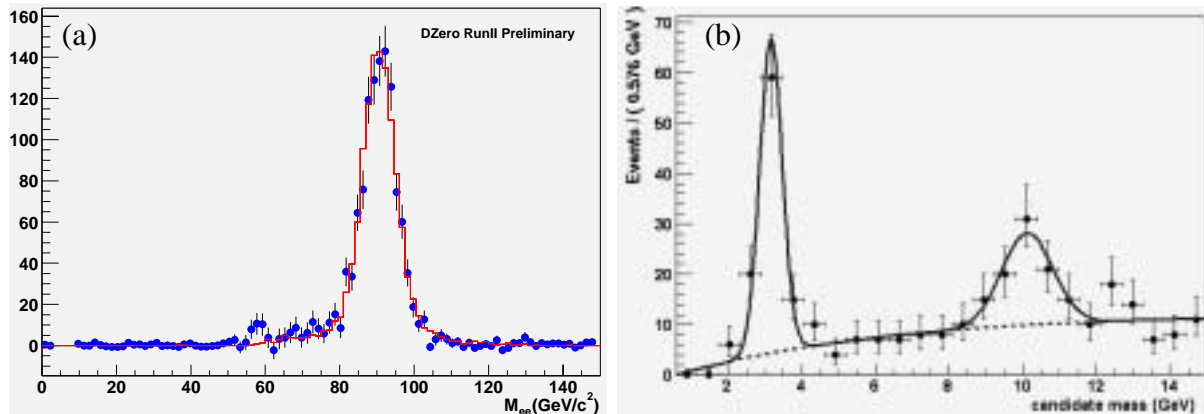 (a)
DZero RunII Preliminary
160
140
120
100
80
60
40
20
0
0 20 40 60 80 100 120 140
M_ee(GeV/c²)
(b)
Events / ( 0.576 GeV )
70
60
50
40
30
20
10
0
2 4 6 8 10 12 14
candidate mass (GeV)